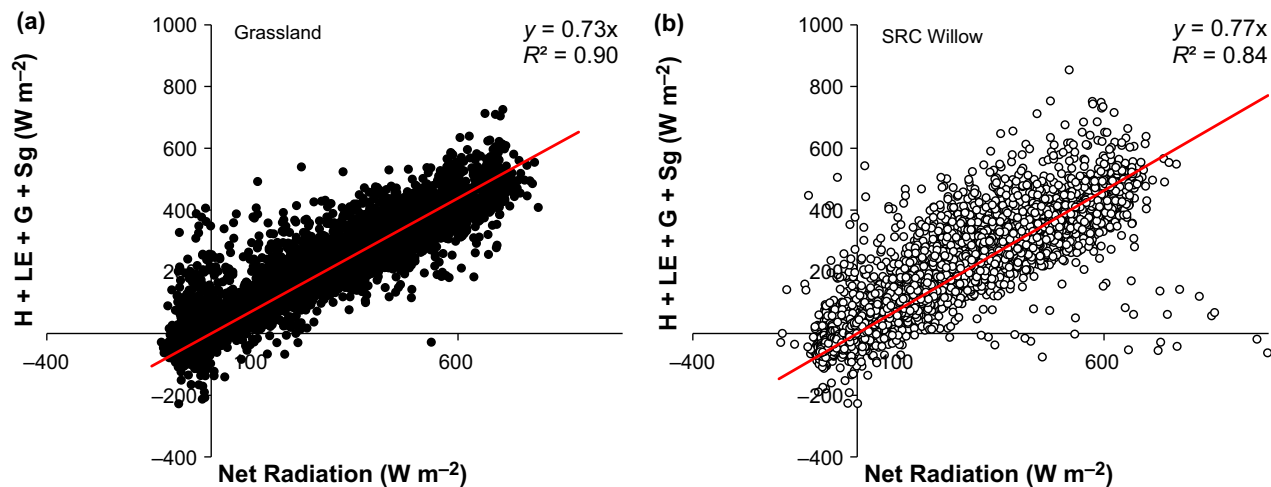 (a)
Grassland
y = 0.73x
R² = 0.90
H + LE + G + Sg (W m⁻²)
1000
800
600
400
200
−200
−400
−400
100
600
Net Radiation (W m⁻²)
(b)
SRC Willow
y = 0.77x
R² = 0.84
H + LE + G + Sg (W m⁻²)
1000
800
600
400
200
−200
−400
−400
100
600
Net Radiation (W m⁻²)